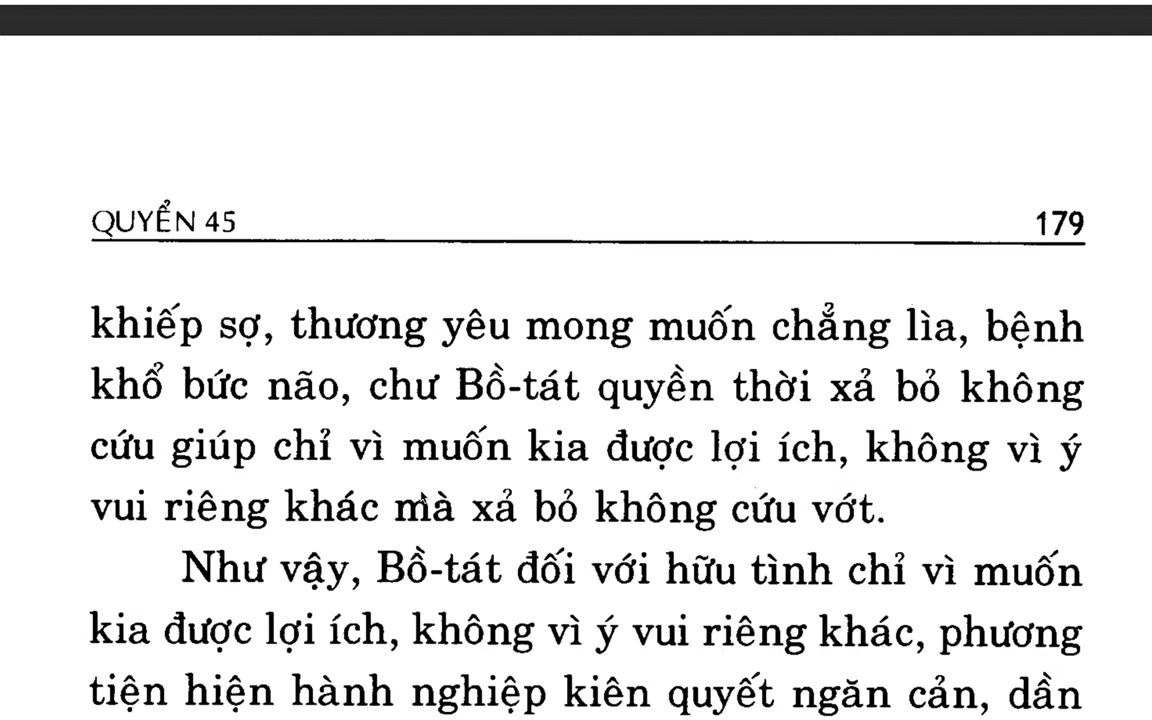 QUYỂN 45 179
khiếp sợ, thương yêu mong muốn chẳng lìa, bệnh
khổ bức não, chư Bồ-tát quyền thời xả bỏ không
cứu giúp chỉ vì muốn kia được lợi ích, không vì ý
vui riêng khác mà xả bỏ không cứu vớt.
Như vậy, Bồ-tát đối với hữu tình chỉ vì muốn
kia được lợi ích, không vì ý vui riêng khác, phương
tiện hiện hành nghiệp kiên quyết ngăn cản, dần